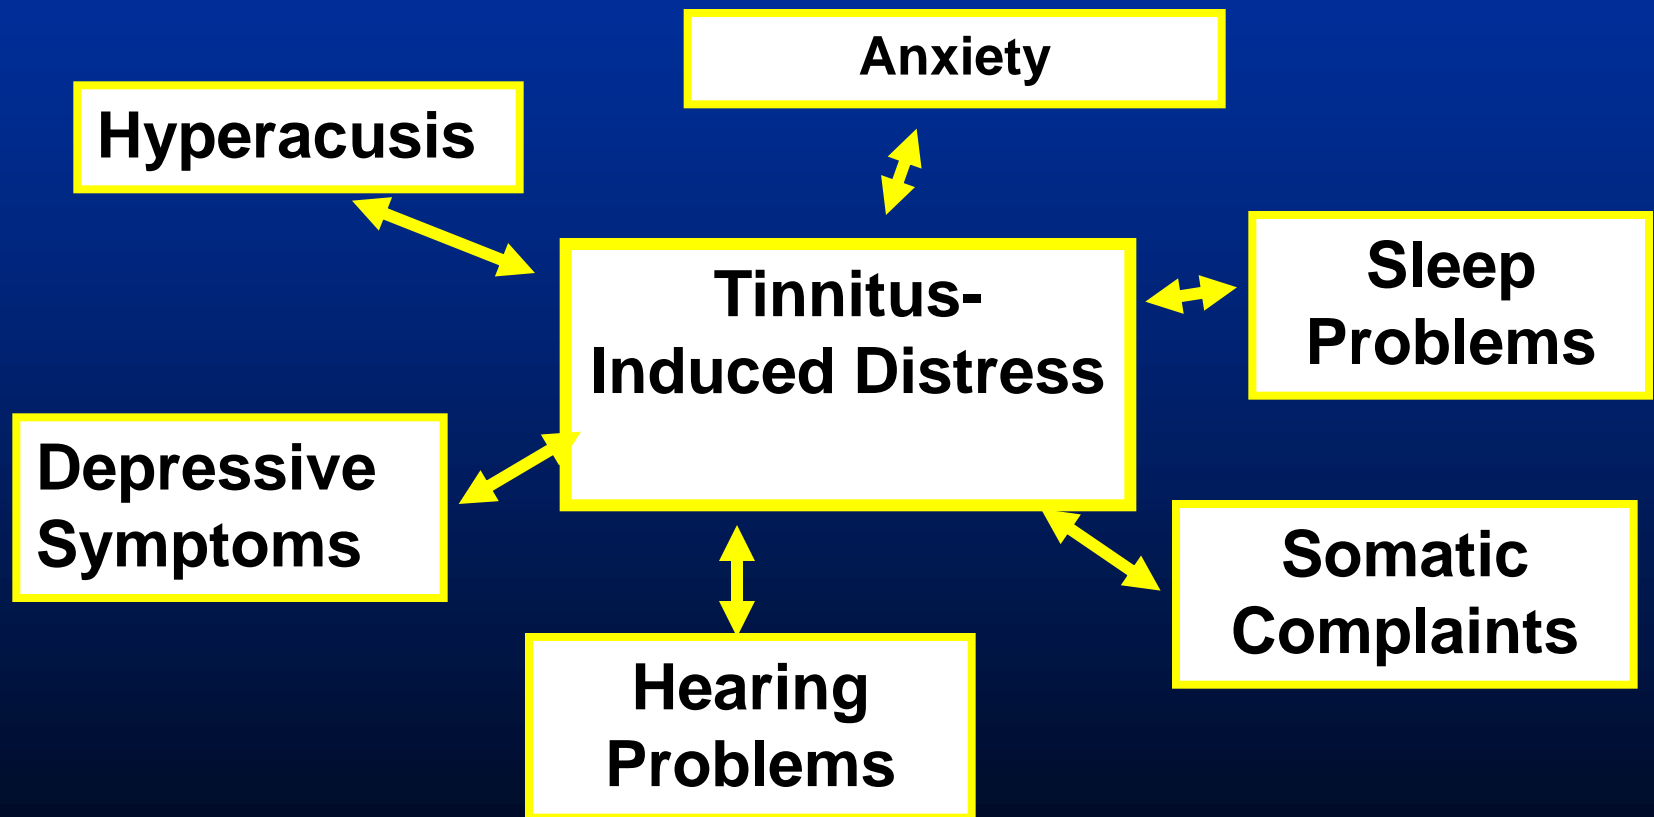 Anxiety
Hyperacusis
Tinnitus-
Induced Distress
Sleep
Problems
Depressive
Symptoms
Somatic
Complaints
Hearing
Problems